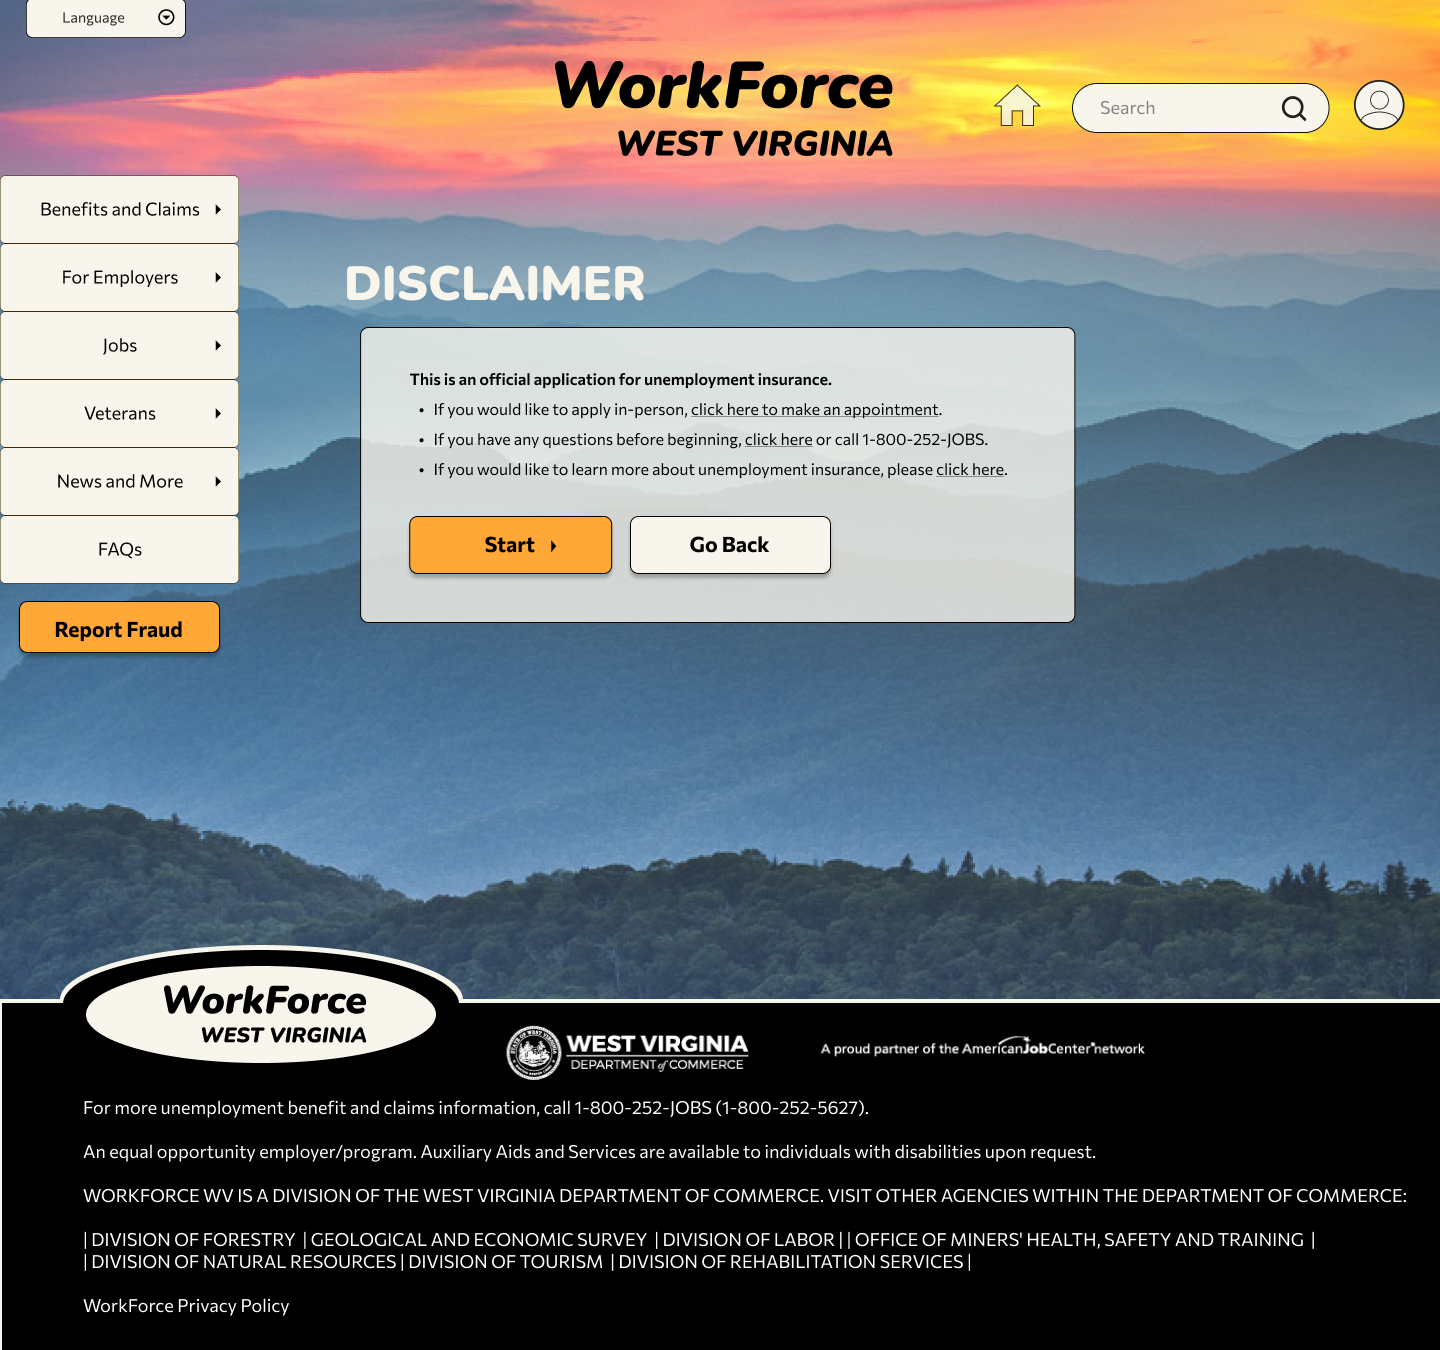 Language
WorkForce
WEST VIRGINIA
Search
Benefits and Claims
For Employers
Jobs
Veterans
News and More
FAQs
Report Fraud
DISCLAIMER
This is an official application for unemployment insurance.
• If you would like to apply in-person, click here to make an appointment.
• If you have any questions before beginning, click here or call 1-800-252-JOBS.
• If you would like to learn more about unemployment insurance, please click here.
Start
Go Back
WorkForce
WEST VIRGINIA
WEST VIRGINIA
DEPARTMENT of COMMERCE
A proud partner of the AmericanJobCenter network
For more unemployment benefit and claims information, call 1-800-252-JOBS (1-800-252-5627).
An equal opportunity employer/program. Auxiliary Aids and Services are available to individuals with disabilities upon request.
WORKFORCE WV IS A DIVISION OF THE WEST VIRGINIA DEPARTMENT OF COMMERCE. VISIT OTHER AGENCIES WITHIN THE DEPARTMENT OF COMMERCE:
| DIVISION OF FORESTRY | GEOLOGICAL AND ECONOMIC SURVEY | DIVISION OF LABOR | | OFFICE OF MINERS' HEALTH, SAFETY AND TRAINING |
| DIVISION OF NATURAL RESOURCES | DIVISION OF TOURISM | DIVISION OF REHABILITATION SERVICES |
WorkForce Privacy Policy